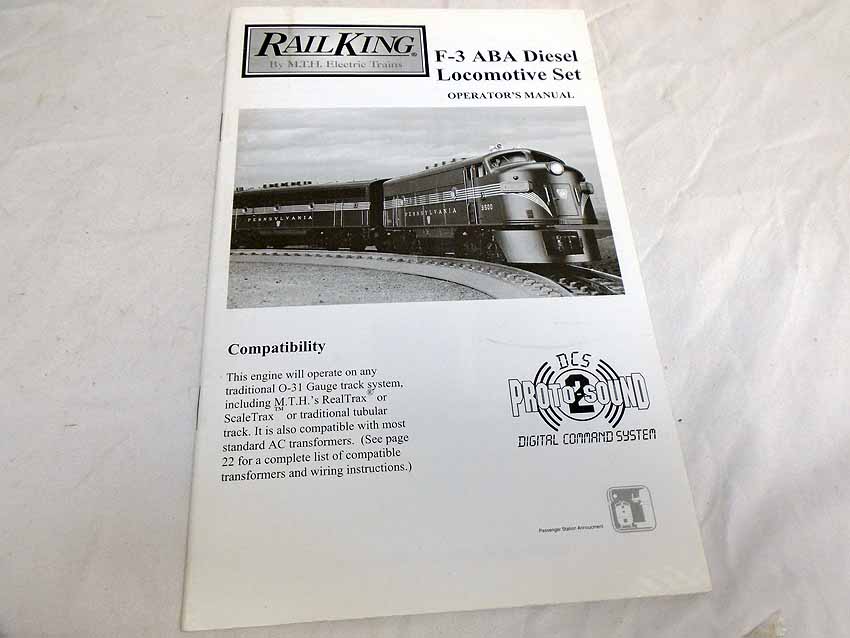 RAILKING®
By M.T.H. Electric Trains
F-3 ABA Diesel
Locomotive Set
OPERATOR'S MANUAL
PENNSYLVANIA
PENNSYLVANIA
9500
Compatibility
This engine will operate on any
traditional O-31 Gauge track system,
including M.T.H.'s RealTrax® or
ScaleTrax™ or traditional tubular
track. It is also compatible with most
standard AC transformers. (See page
22 for a complete list of compatible
transformers and wiring instructions.)
DCS
PROTO 2 SOUND
DIGITAL COMMAND SYSTEM
Passenger Station Announcment